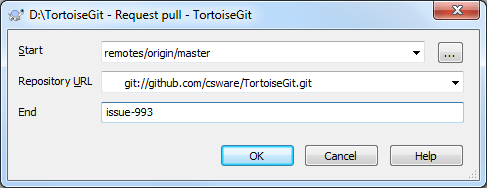 D:\TortoiseGit - Request pull - TortoiseGit
Start
remotes/origin/master
...
Repository URL
git://github.com/csware/TortoiseGit.git
End
issue-993
OK
Cancel
Help